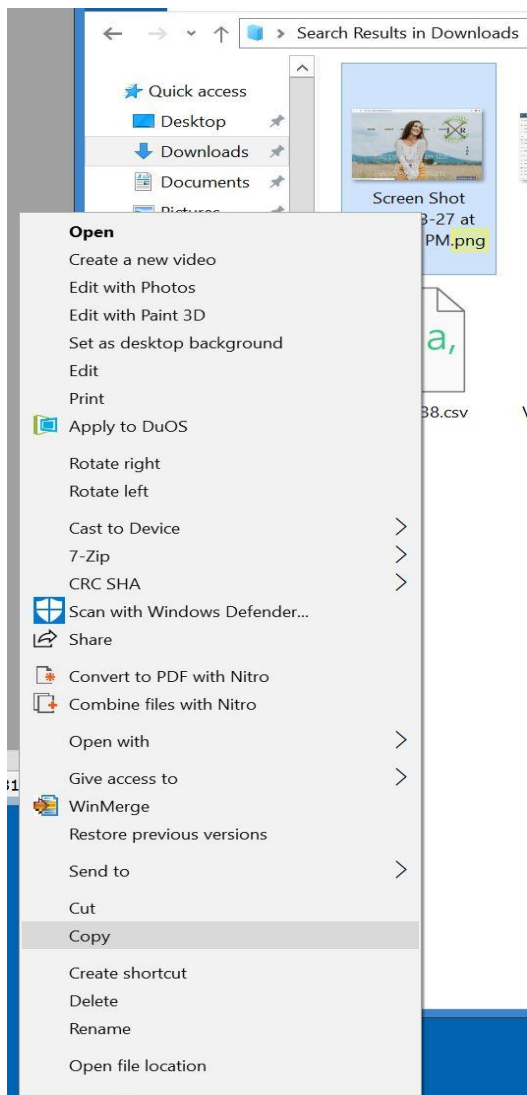 Search Results in Downloads
Quick access
Desktop
Downloads
Documents
Pictures
Screen Shot
3-27 at
PM.png
a,
38.csv
Open
Create a new video
Edit with Photos
Edit with Paint 3D
Set as desktop background
Edit
Print
Apply to DuOS
Rotate right
Rotate left
Cast to Device
7-Zip
CRC SHA
Scan with Windows Defender...
Share
Convert to PDF with Nitro
Combine files with Nitro
Open with
Give access to
WinMerge
Restore previous versions
Send to
Cut
Copy
Create shortcut
Delete
Rename
Open file location